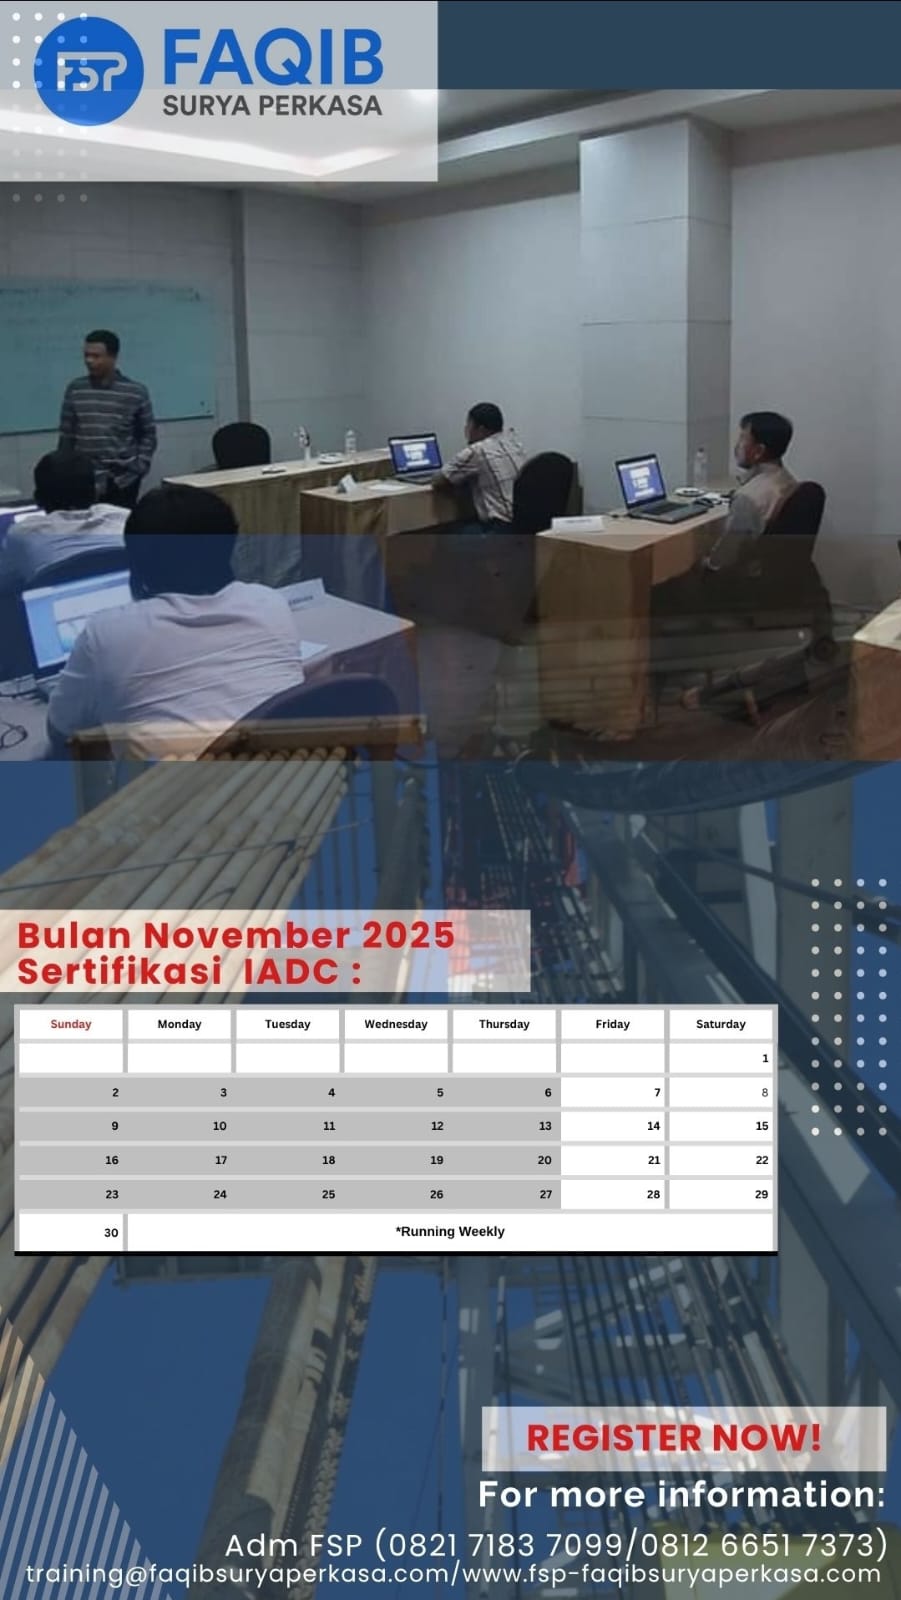 FSP FAQIB
SURYA PERKASA
Bulan November 2025
Sertifikasi IADC :
Sunday Monday Tuesday Wednesday Thursday Friday Saturday
1
2 3 4 5 6 7 8
9 10 11 12 13 14 15
16 17 18 19 20 21 22
23 24 25 26 27 28 29
30 *Running Weekly
REGISTER NOW!
For more information:
Adm FSP (0821 7183 7099/0812 6651 7373)
training@faqibsuryaperkasa.com/www.fsp-faqibsuryaperkasa.com